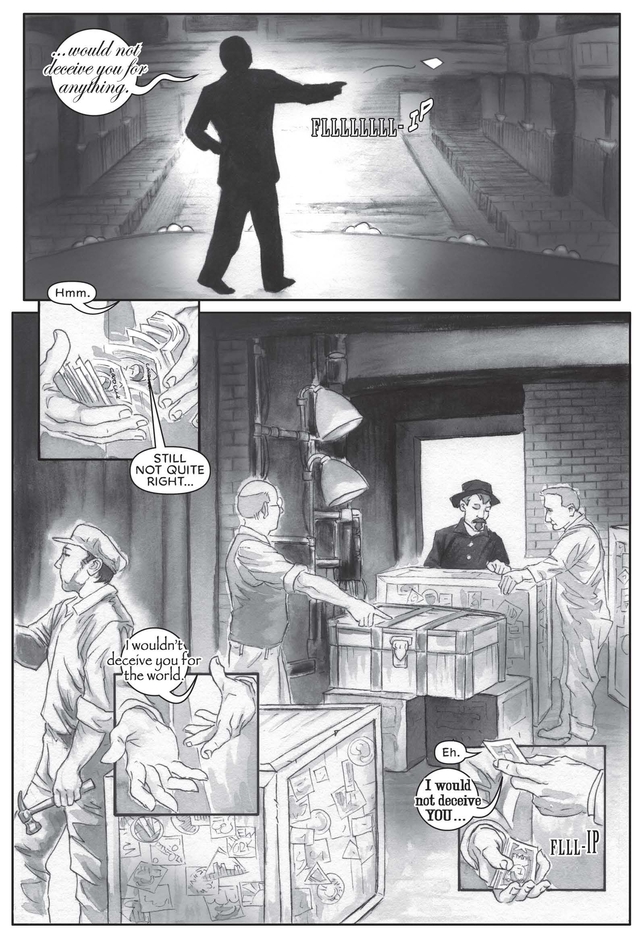 ...would not
deceive you for
anything.
FLLLLLLLL-IP
Hmm.
STILL
NOT QUITE
RIGHT...
I wouldn't
deceive you for
the world.
Eh.
I would
not deceive
YOU...
FLLL-IP